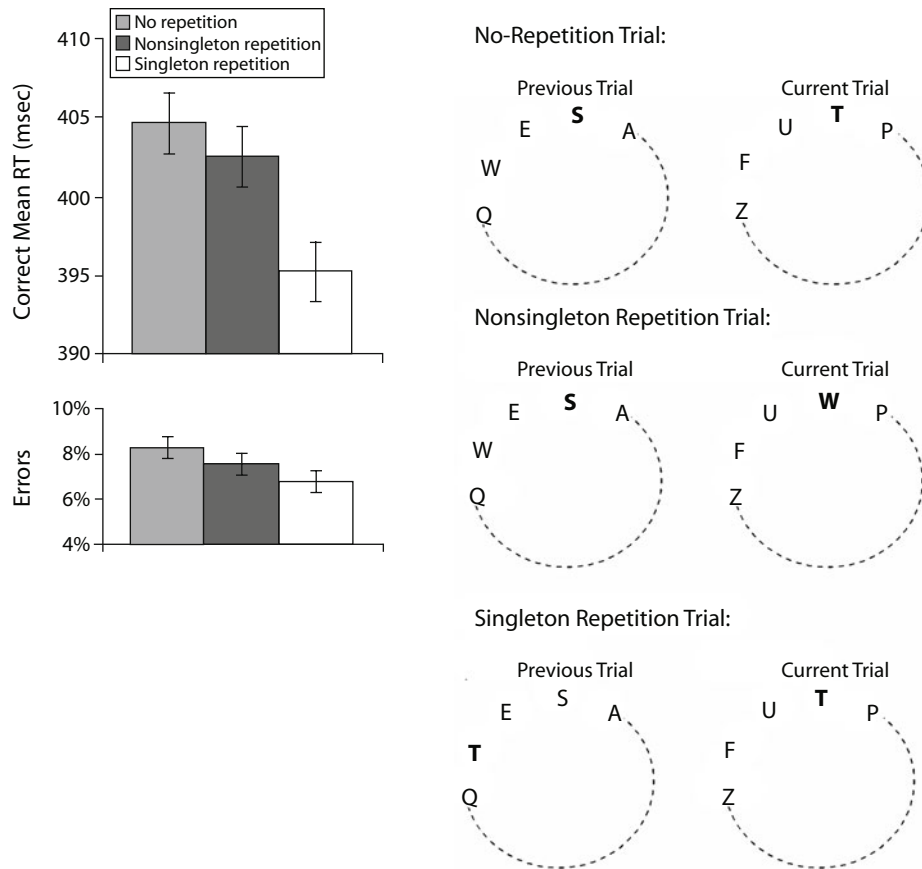 No repetition
Nonsingleton repetition
Singleton repetition
Correct Mean RT (msec)
410
405
400
395
390
Errors
10%
8%
6%
4%
No-Repetition Trial:
Previous Trial
Q W E S A
Current Trial
Z F U T P
Nonsingleton Repetition Trial:
Previous Trial
Q W E S A
Current Trial
Z F U W P
Singleton Repetition Trial:
Previous Trial
Q T E S A
Current Trial
Z F U T P